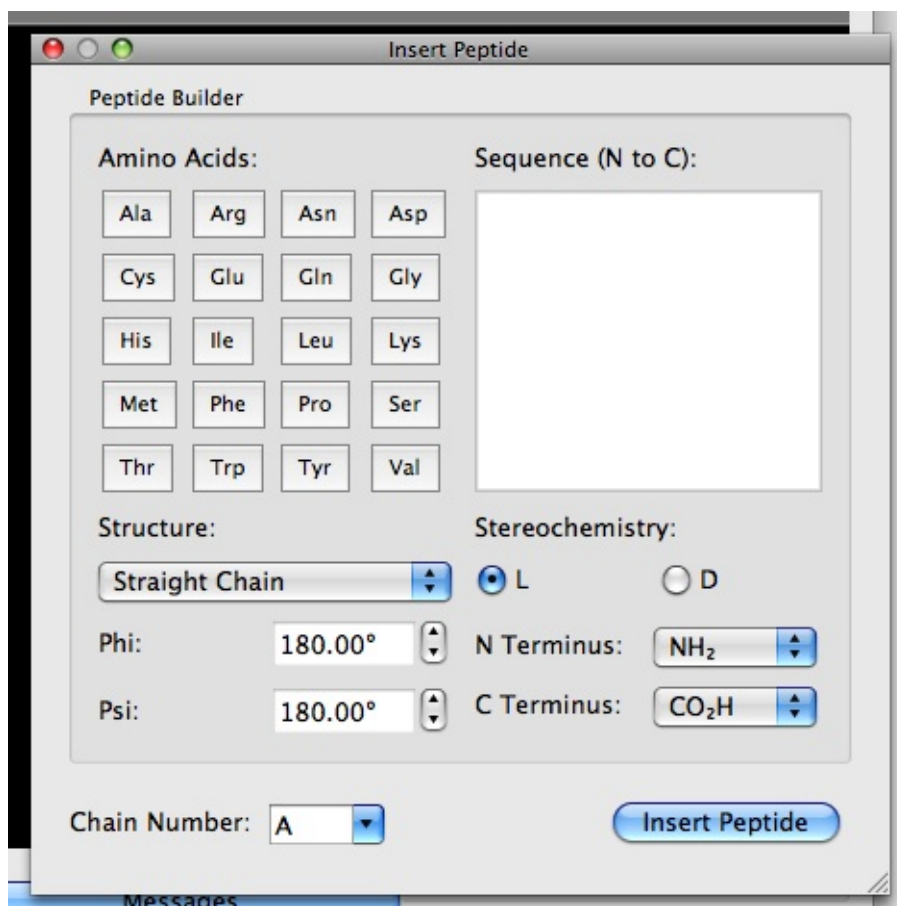 Insert Peptide
Peptide Builder
Amino Acids:
Sequence (N to C):
Ala Arg Asn Asp
Cys Glu Gln Gly
His Ile Leu Lys
Met Phe Pro Ser
Thr Trp Tyr Val
Structure:
Stereochemistry:
Straight Chain
L D
Phi: 180.00°
N Terminus: NH₂
Psi: 180.00°
C Terminus: CO₂H
Chain Number: A
Insert Peptide
Messages